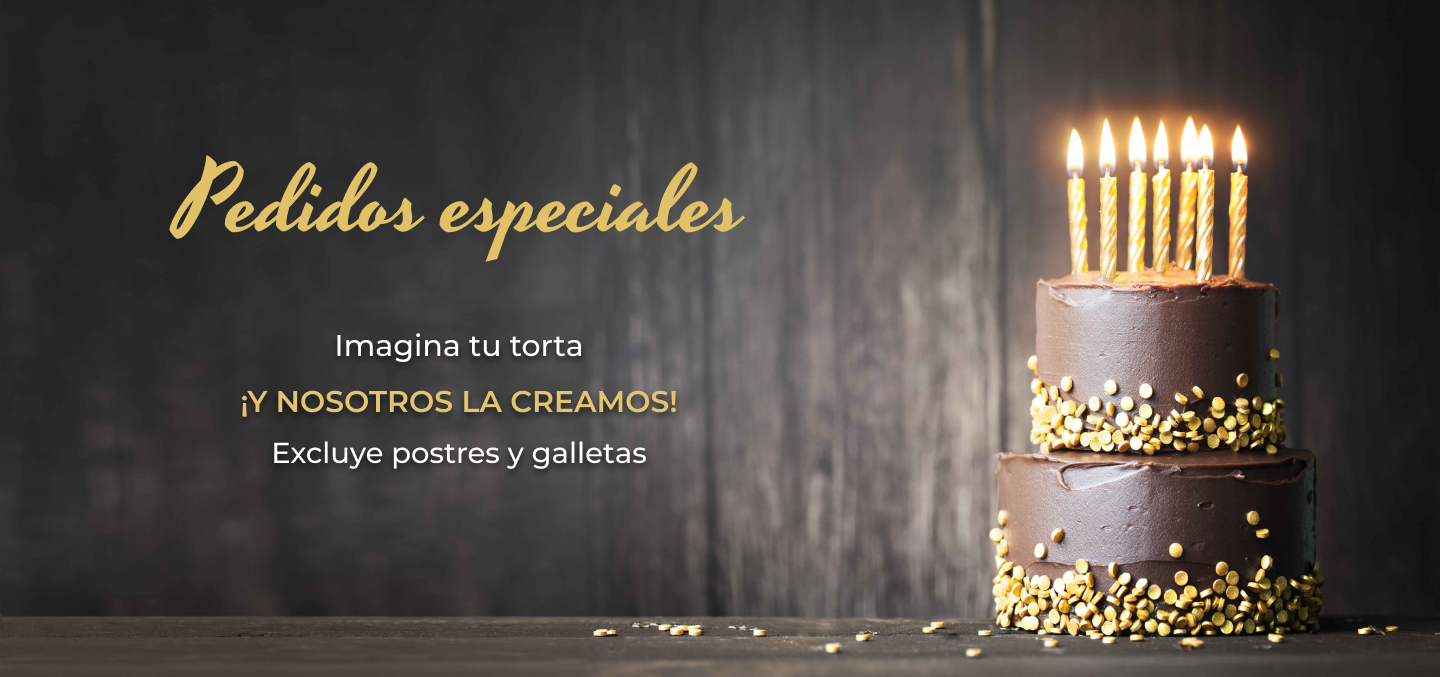 Pedidos especiales
Imagina tu torta
¡Y NOSOTROS LA CREAMOS!
Excluye postres y galletas